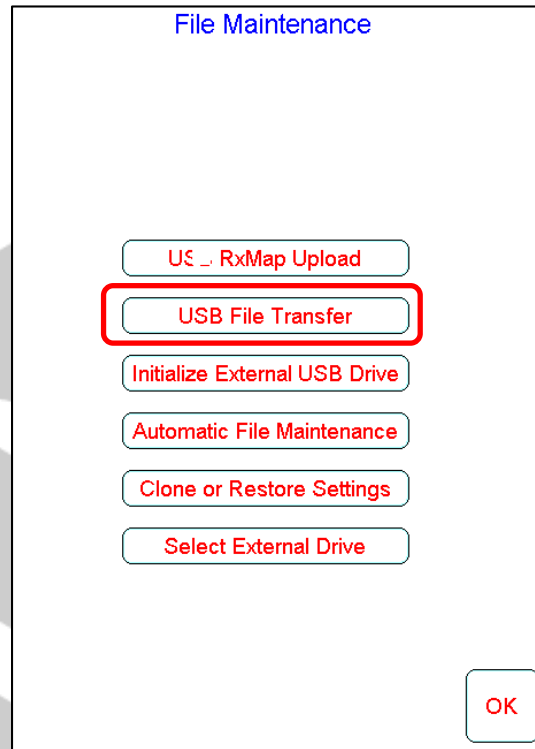 File Maintenance
RxMap Upload
USB File Transfer
Initialize External USB Drive
Automatic File Maintenance
Clone or Restore Settings
Select External Drive
OK